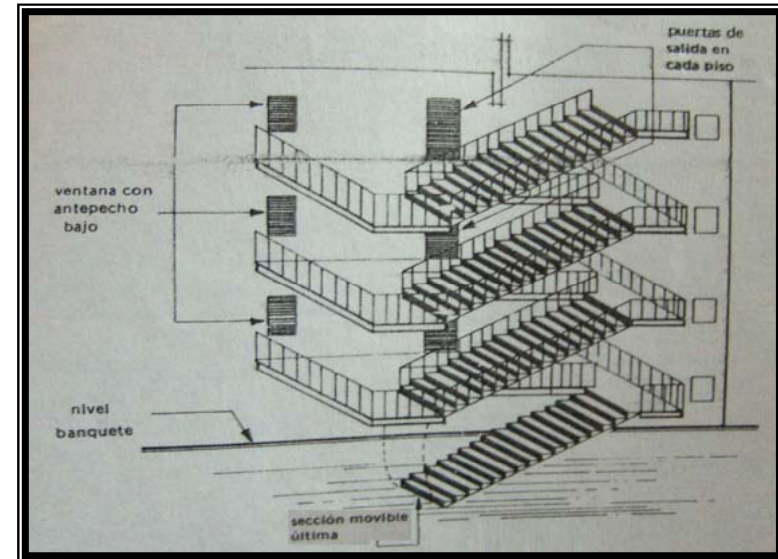 puertas de
salida en
cada piso
ventana con
antepecho
bajo
nivel
banquete
sección movible
última